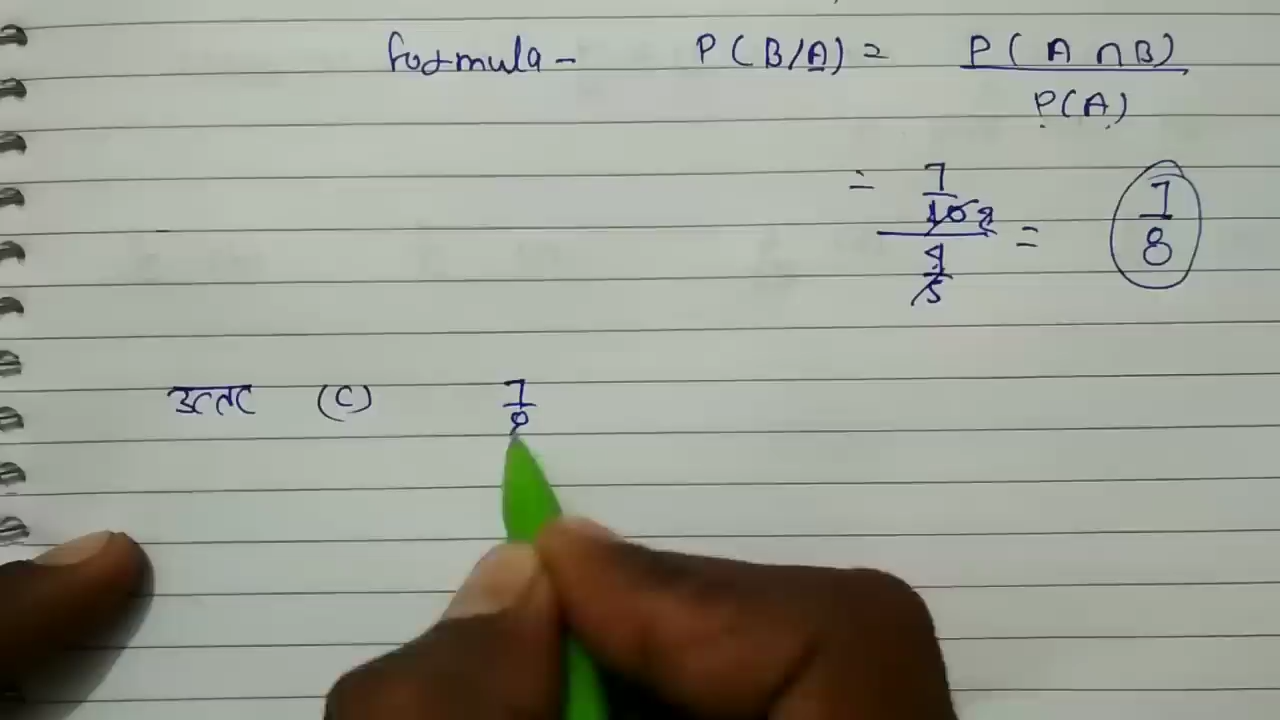 Formula - P(B/A) = P(A ∩ B)
P(A)
= 7/10 / 4/5 = 7/8
उत्तर (C) 7/8